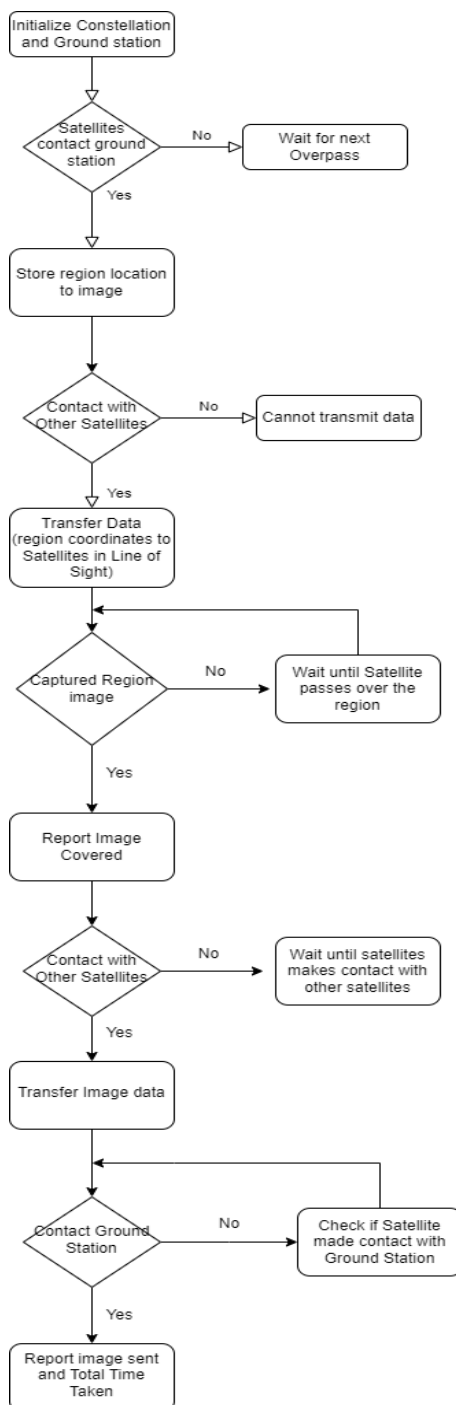 Initialize Constellation
and Ground station
Satellites
contact ground
station
No
Wait for next
Overpass
Yes
Store region location
to image
Contact with
Other Satellites
No
Cannot transmit data
Yes
Transfer Data
(region coordinates to
Satellites in Line of
Sight)
Captured Region
image
No
Wait until Satellite
passes over the
region
Yes
Report Image
Covered
Contact with
Other Satellites
No
Wait until satellites
makes contact with
other satellites
Yes
Transfer Image data
Contact Ground
Station
No
Check if Satellite
made contact with
Ground Station
Yes
Report image sent
and Total Time
Taken